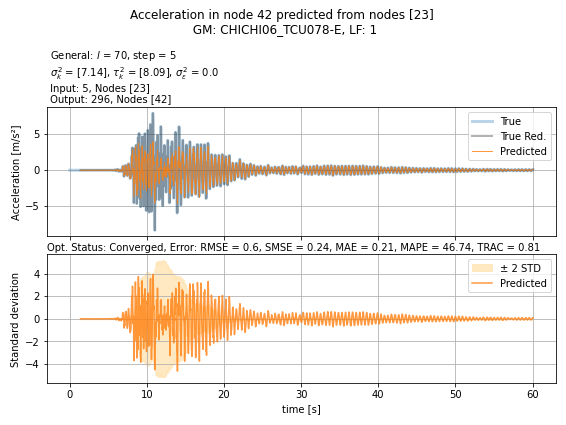 Acceleration in node 42 predicted from nodes [23]
GM: CHICHI06_TCU078-E, LF: 1
General: l = 70, step = 5
σ²ₖ = [7.14], τ²ₖ = [8.09], σ²_ε = 0.0
Input: 5, Nodes [23]
Output: 296, Nodes [42]
Acceleration [m/s²]
5
0
−5
True
True Red.
Predicted
Opt. Status: Converged, Error: RMSE = 0.6, SMSE = 0.24, MAE = 0.21, MAPE = 46.74, TRAC = 0.81
Standard deviation
4
2
0
−2
−4
± 2 STD
Predicted
0 10 20 30 40 50 60
time [s]